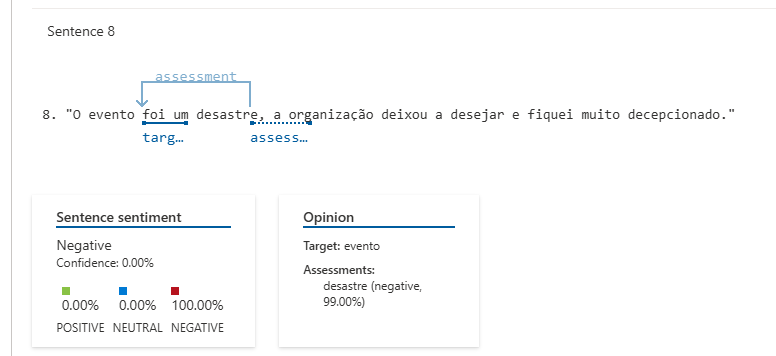 Sentence 8
assessment
8. "O evento foi um desastre, a organização deixou a desejar e fiquei muito decepcionado."
targ… assess…
Sentence sentiment
Negative
Confidence: 0.00%
0.00% 0.00% 100.00%
POSITIVE NEUTRAL NEGATIVE
Opinion
Target: evento
Assessments:
desastre (negative,
99.00%)